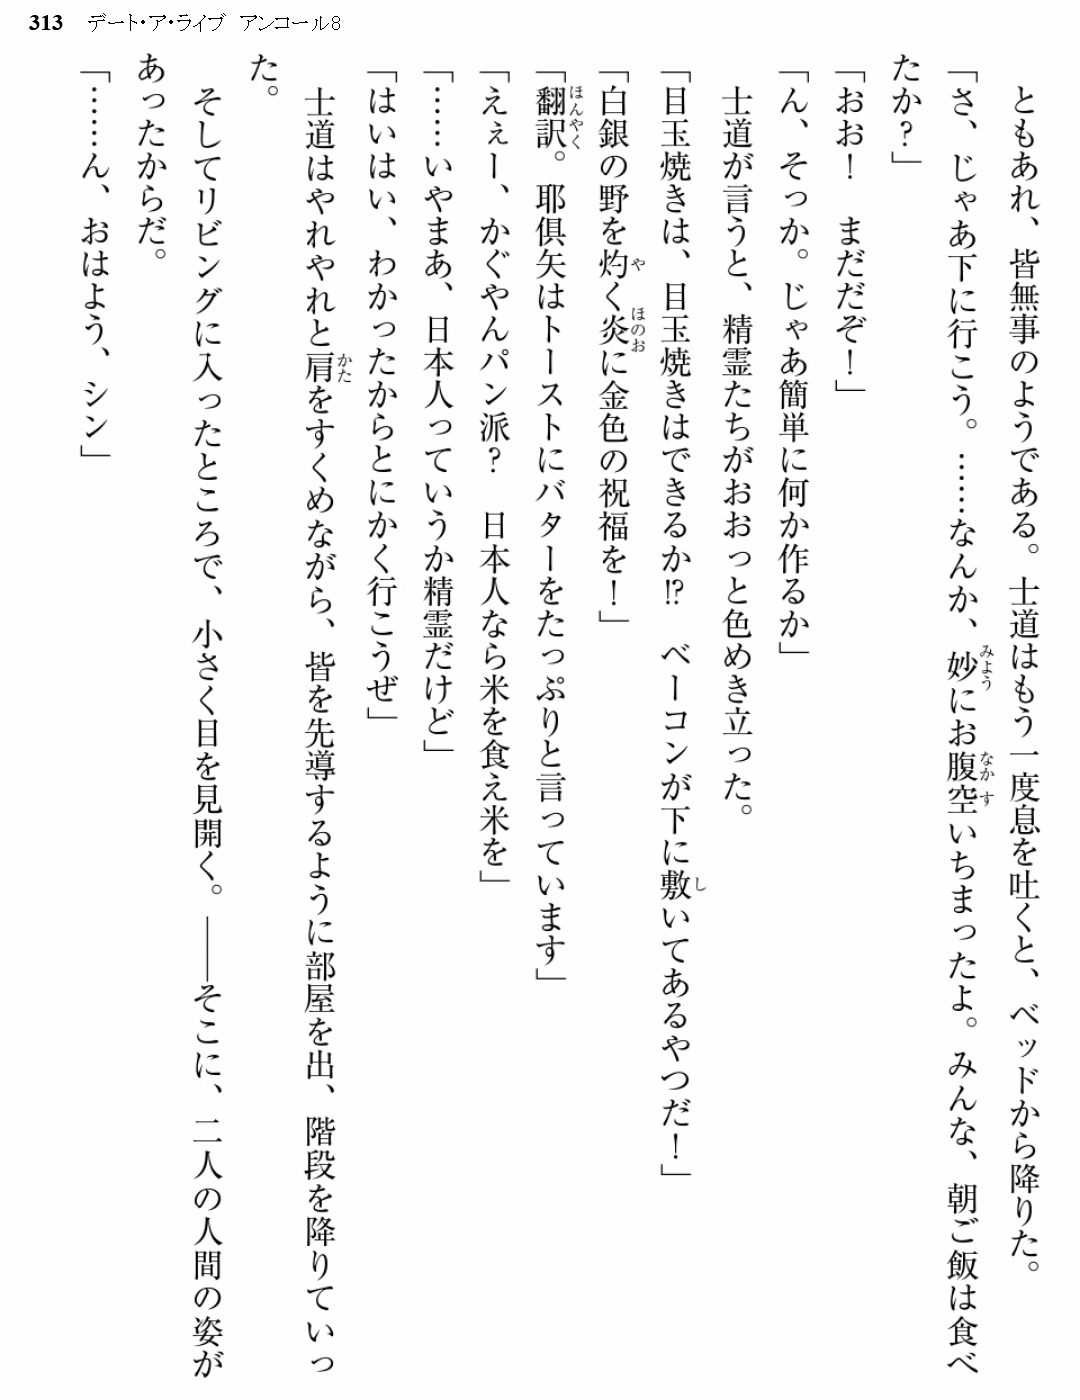 313 デート・ア・ライブ アンコール8
　ともあれ、皆無事のようである。士道はもう一度息を吐くと、ベッドから降りた。
「さ、じゃあ下に行こう。……なんか、妙にお腹空いちまったよ。みんな、朝ご飯は食べ
たか?」
「おお!　まだだぞ!」
「ん、そっか。じゃあ簡単に何か作るか」
　士道が言うと、精霊たちがおおっと色めき立った。
「目玉焼きは、目玉焼きはできるか!?　ベーコンが下に敷いてあるやつだ!」
「白銀の野を灼く炎に金色の祝福を!」
「翻訳。耶倶矢はトーストにバターをたっぷりと言っています」
「えぇー、かぐやんパン派?　日本人なら米を食え米を」
「……いやまあ、日本人っていうか精霊だけど」
「はいはい、わかったからとにかく行こうぜ」
　士道はやれやれと肩をすくめながら、皆を先導するように部屋を出、階段を降りていっ
た。
　そしてリビングに入ったところで、小さく目を見開く。――そこに、二人の人間の姿が
あったからだ。
「……ん、おはよう、シン」